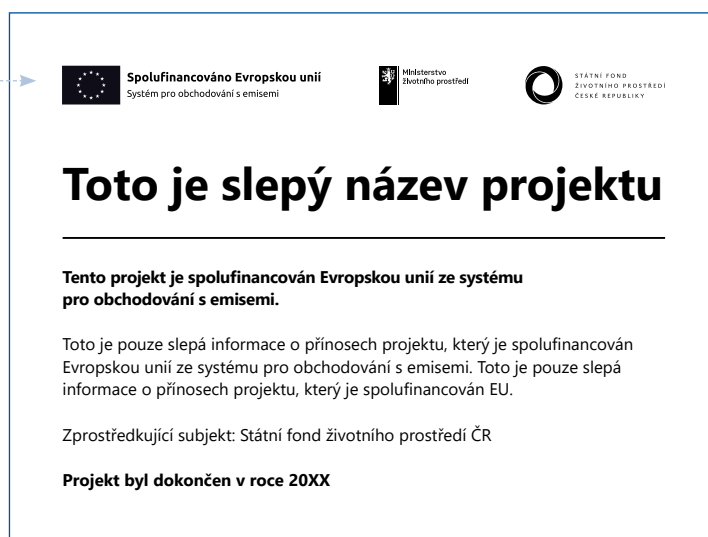 Spolufinancováno Evropskou unií
Systém pro obchodování s emisemi
Ministerstvo
životního prostředí
STÁTNÍ FOND
ŽIVOTNÍHO PROSTŘEDÍ
ČESKÉ REPUBLIKY
Toto je slepý název projektu
Tento projekt je spolufinancován Evropskou unií ze systému
pro obchodování s emisemi.
Toto je pouze slepá informace o přínosech projektu, který je spolufinancován
Evropskou unií ze systému pro obchodování s emisemi. Toto je pouze slepá
informace o přínosech projektu, který je spolufinancován EU.
Zprostředkující subjekt: Státní fond životního prostředí ČR
Projekt byl dokončen v roce 20XX